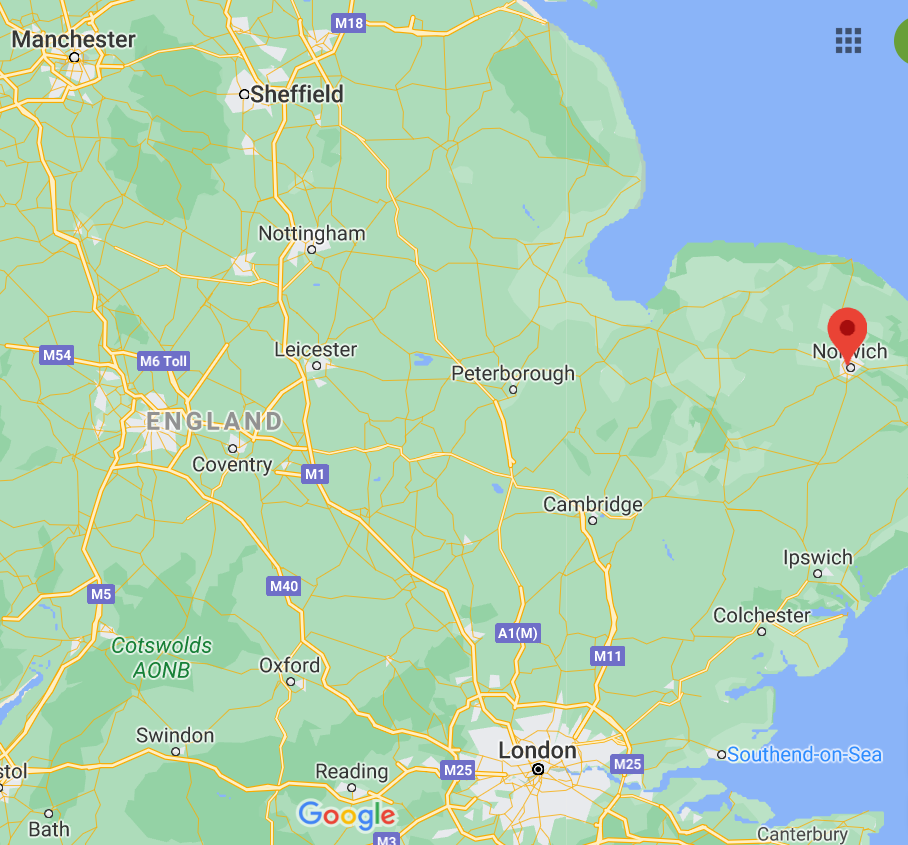 Manchester
M18
Sheffield
Nottingham
M54
M6 Toll
Leicester
Norwich
Peterborough
ENGLAND
Coventry
M1
Cambridge
Ipswich
M5
M40
Colchester
A1(M)
Cotswolds
AONB
M11
Oxford
Swindon
London
Southend-on-Sea
stol
Reading
M25
M25
Google
Bath
Canterbury
M3